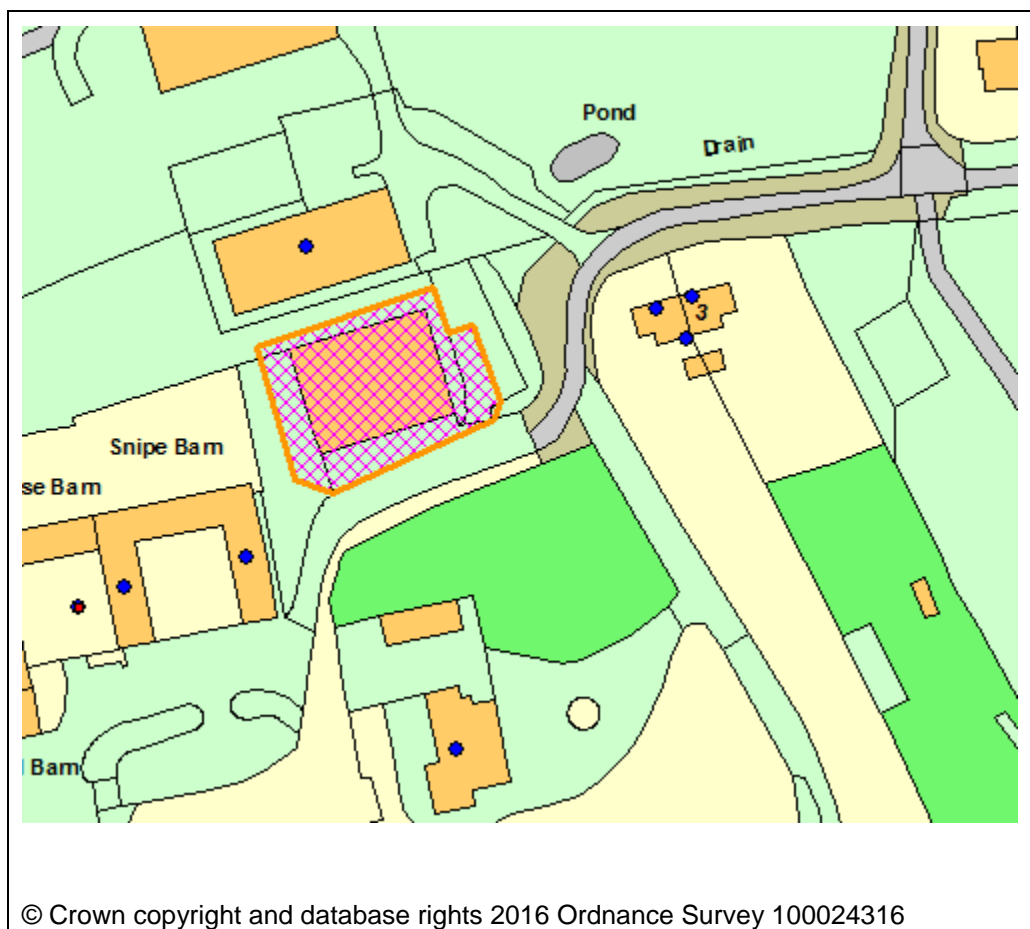 Pond
Drain
3
Snipe Barn
se Barn
Barn
© Crown copyright and database rights 2016 Ordnance Survey 100024316